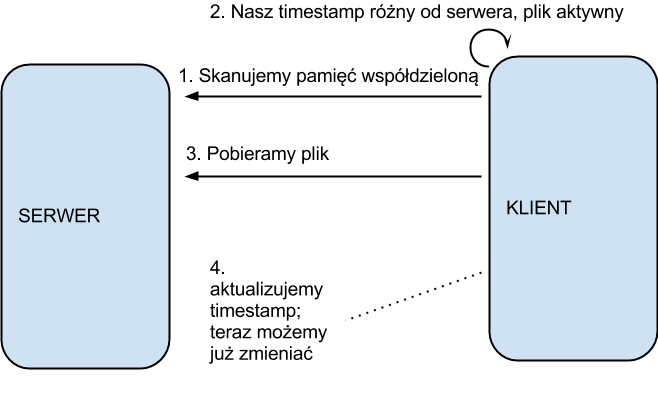 2. Nasz timestamp różny od serwera, plik aktywny
1. Skanujemy pamięć współdzieloną
3. Pobieramy plik
SERWER
KLIENT
4.
aktualizujemy
timestamp;
teraz możemy
już zmieniać